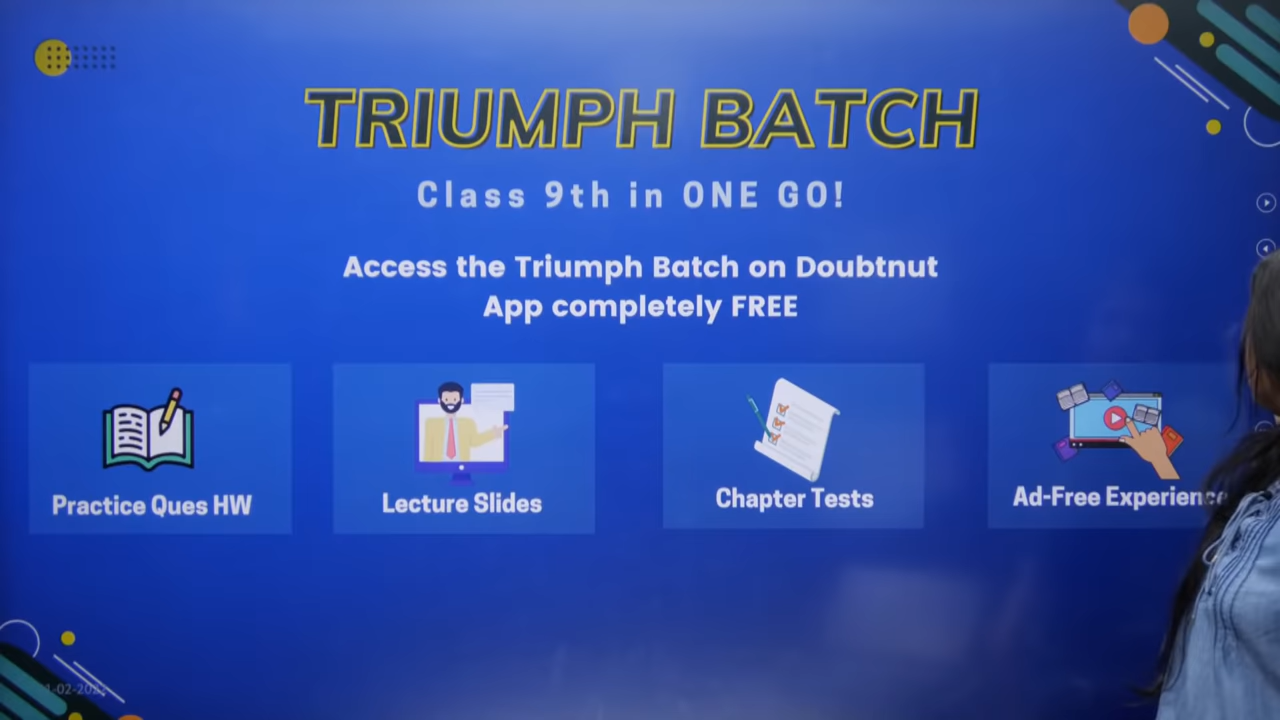 TRIUMPH BATCH
Class 9th in ONE GO!
Access the Triumph Batch on Doubtnut
App completely FREE
Practice Ques HW
Lecture Slides
Chapter Tests
Ad-Free Experience